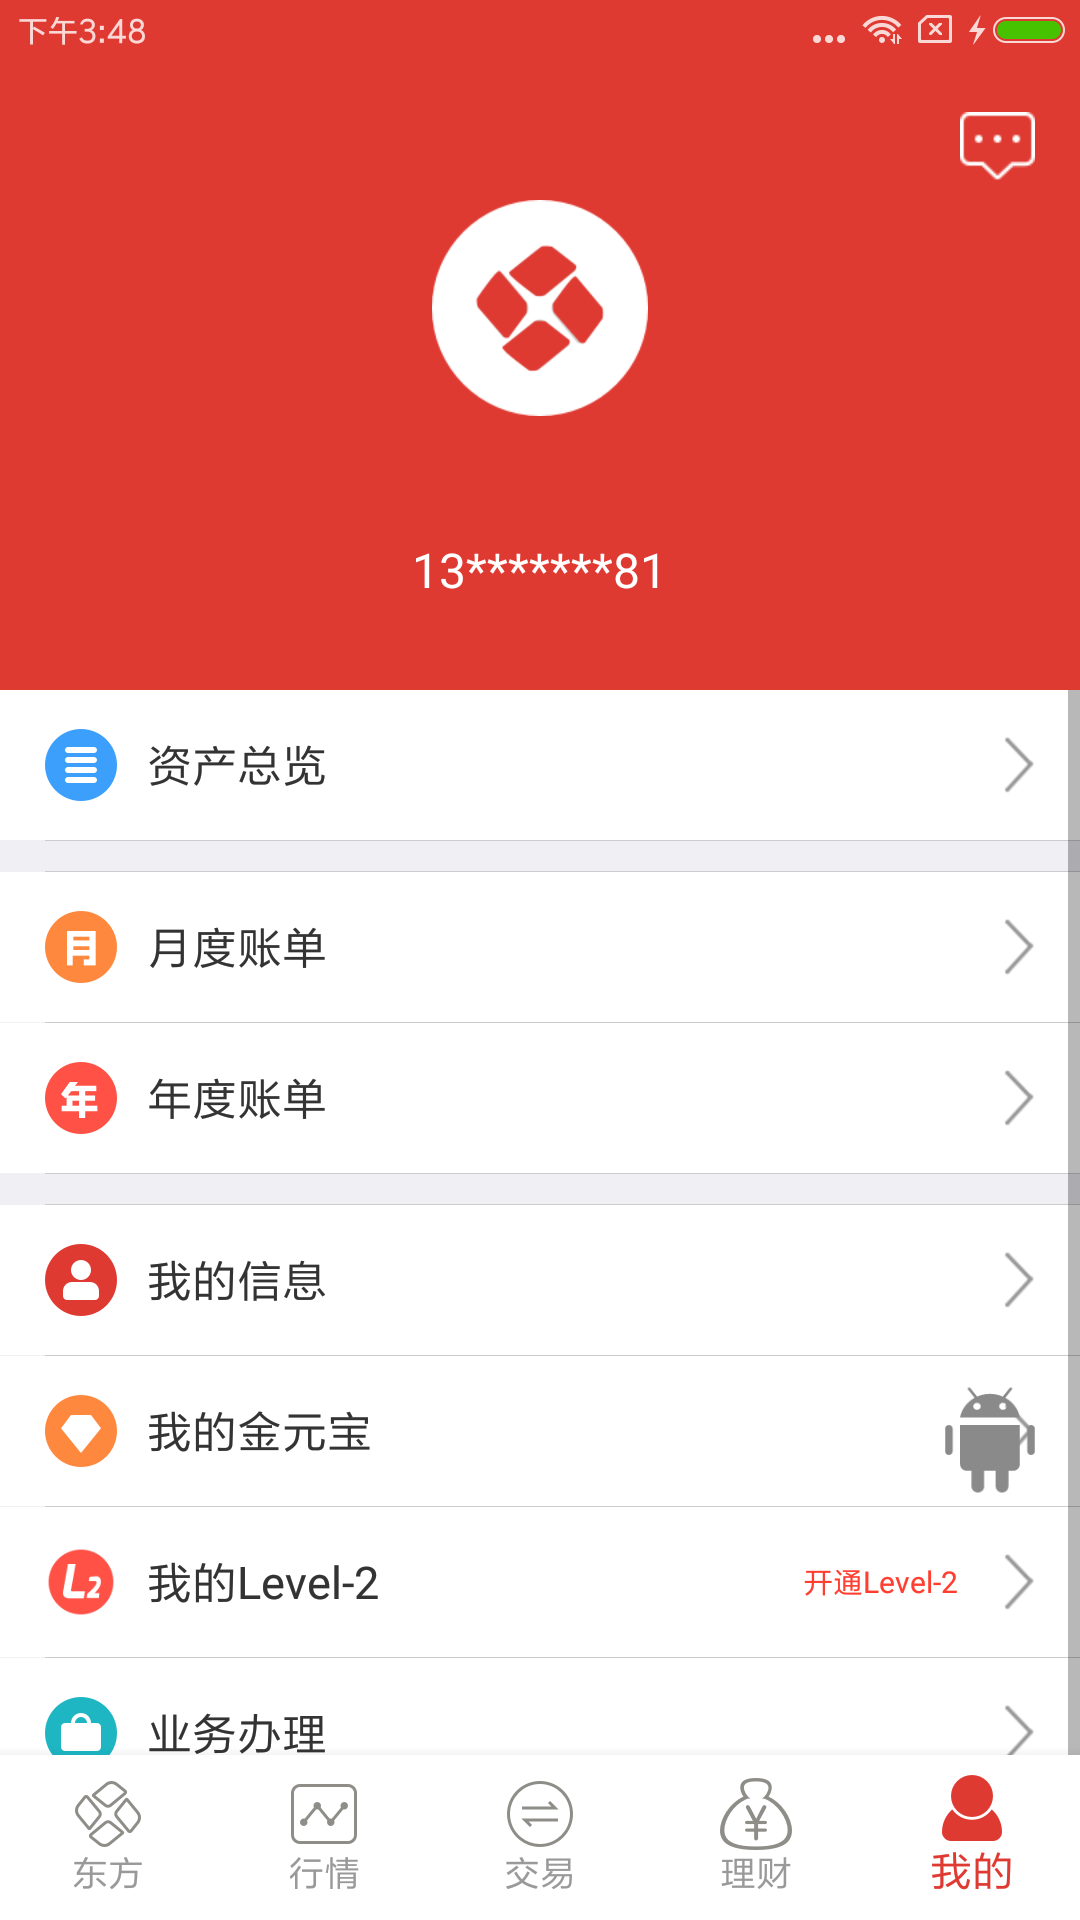 下午3:48
13*******81
资产总览
月
月度账单
年
年度账单
我的信息
我的金元宝
L2
我的Level-2
开通Level-2
业务办理
东方
行情
交易
¥
理财
我的